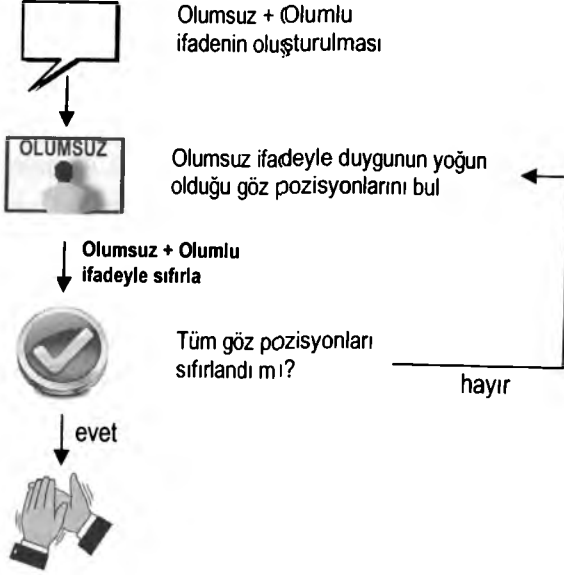 Olumsuz + Olumlu
ifadenin oluşturulması
OLUMSUZ
Olumsuz ifadeyle duygunun yoğun
olduğu göz pozisyonlarını bul
Olumsuz + Olumlu
ifadeyle sıfırla
Tüm göz pozisyonları
sıfırlandı mı?
hayır
evet